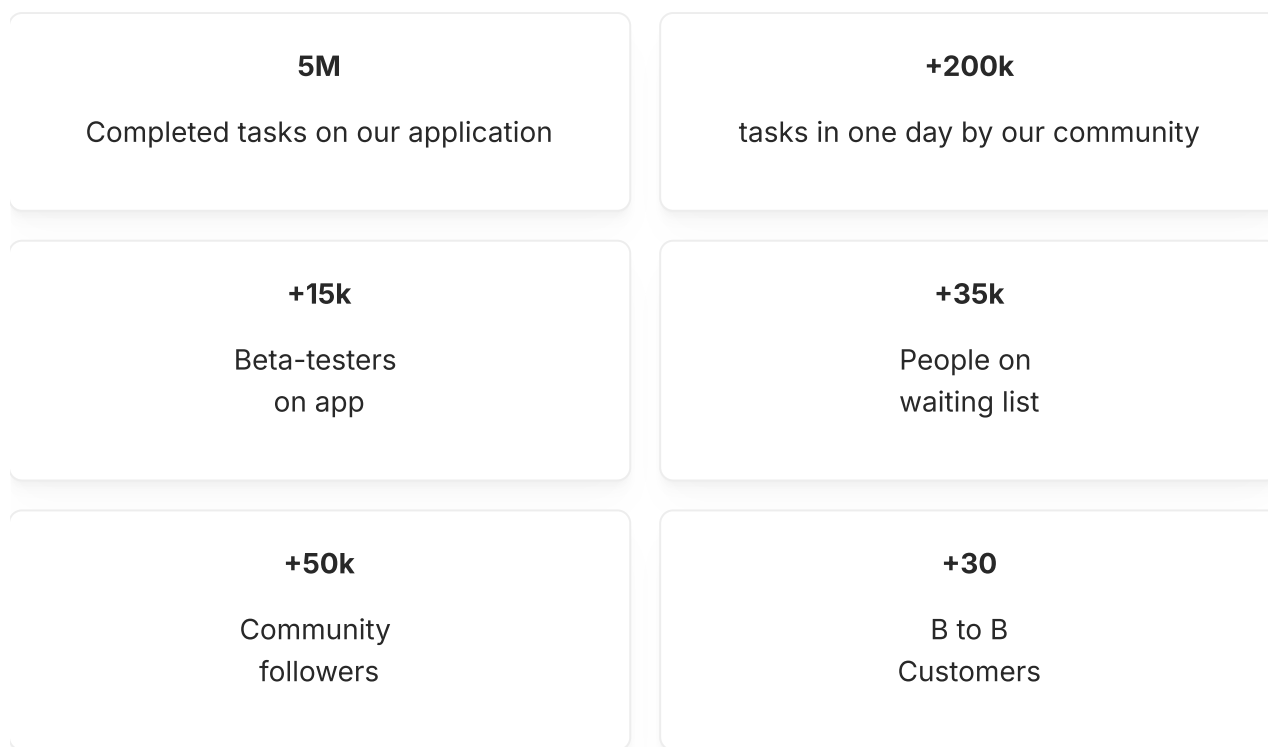 5M
Completed tasks on our application
+200k
tasks in one day by our community
+15k
Beta-testers
on app
+35k
People on
waiting list
+50k
Community
followers
+30
B to B
Customers